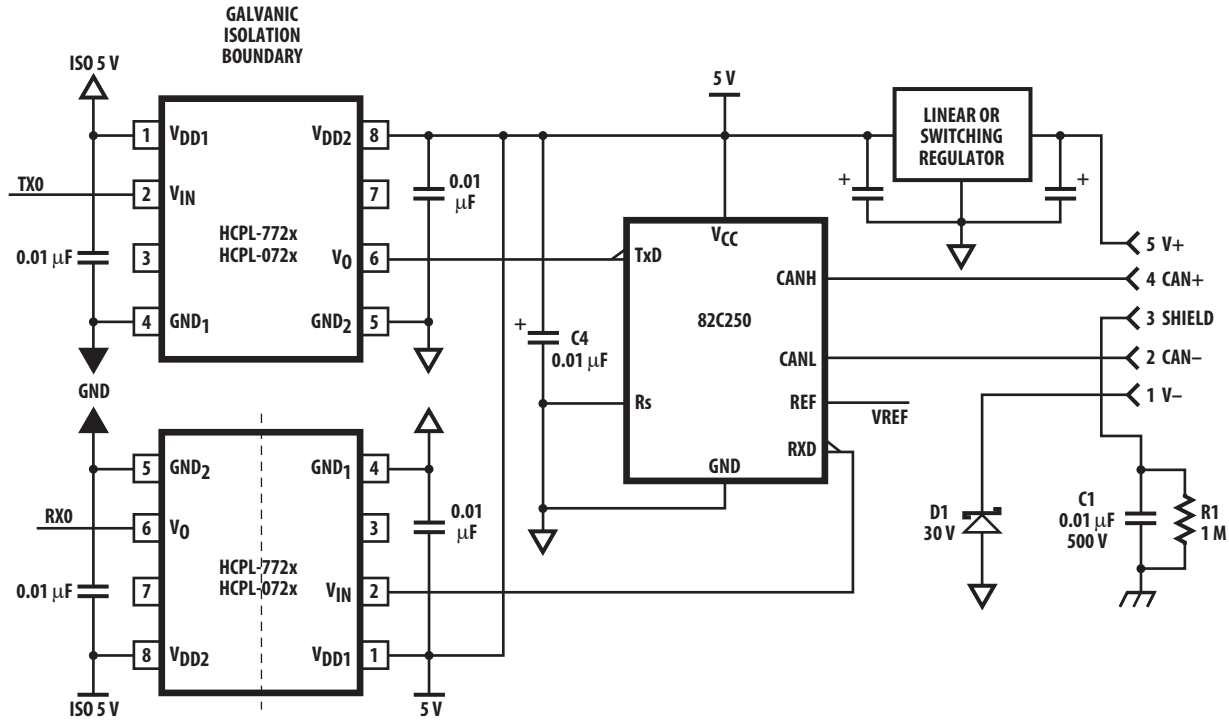 GALVANIC
ISOLATION
BOUNDARY
ISO 5 V
5 V
LINEAR OR
SWITCHING
REGULATOR
1 VDD1
VDD2 8
TX0
2 VIN
7
0.01
μF
+
+
HCPL-772x
HCPL-072x
0.01 μF
3
VO 6
4 GND1
GND2 5
VCC
TxD
CANH
82C250
CANL
Rs
REF
VREF
RXD
GND
+
C4
0.01 μF
5 V+
4 CAN+
3 SHIELD
2 CAN–
1 V–
GND
5 GND2
GND1 4
RX0
6 VO
3
0.01
μF
HCPL-772x
HCPL-072x
0.01 μF
7
VIN 2
8 VDD2
VDD1 1
ISO 5 V
5 V
D1
30 V
C1
0.01 μF
500 V
R1
1 M